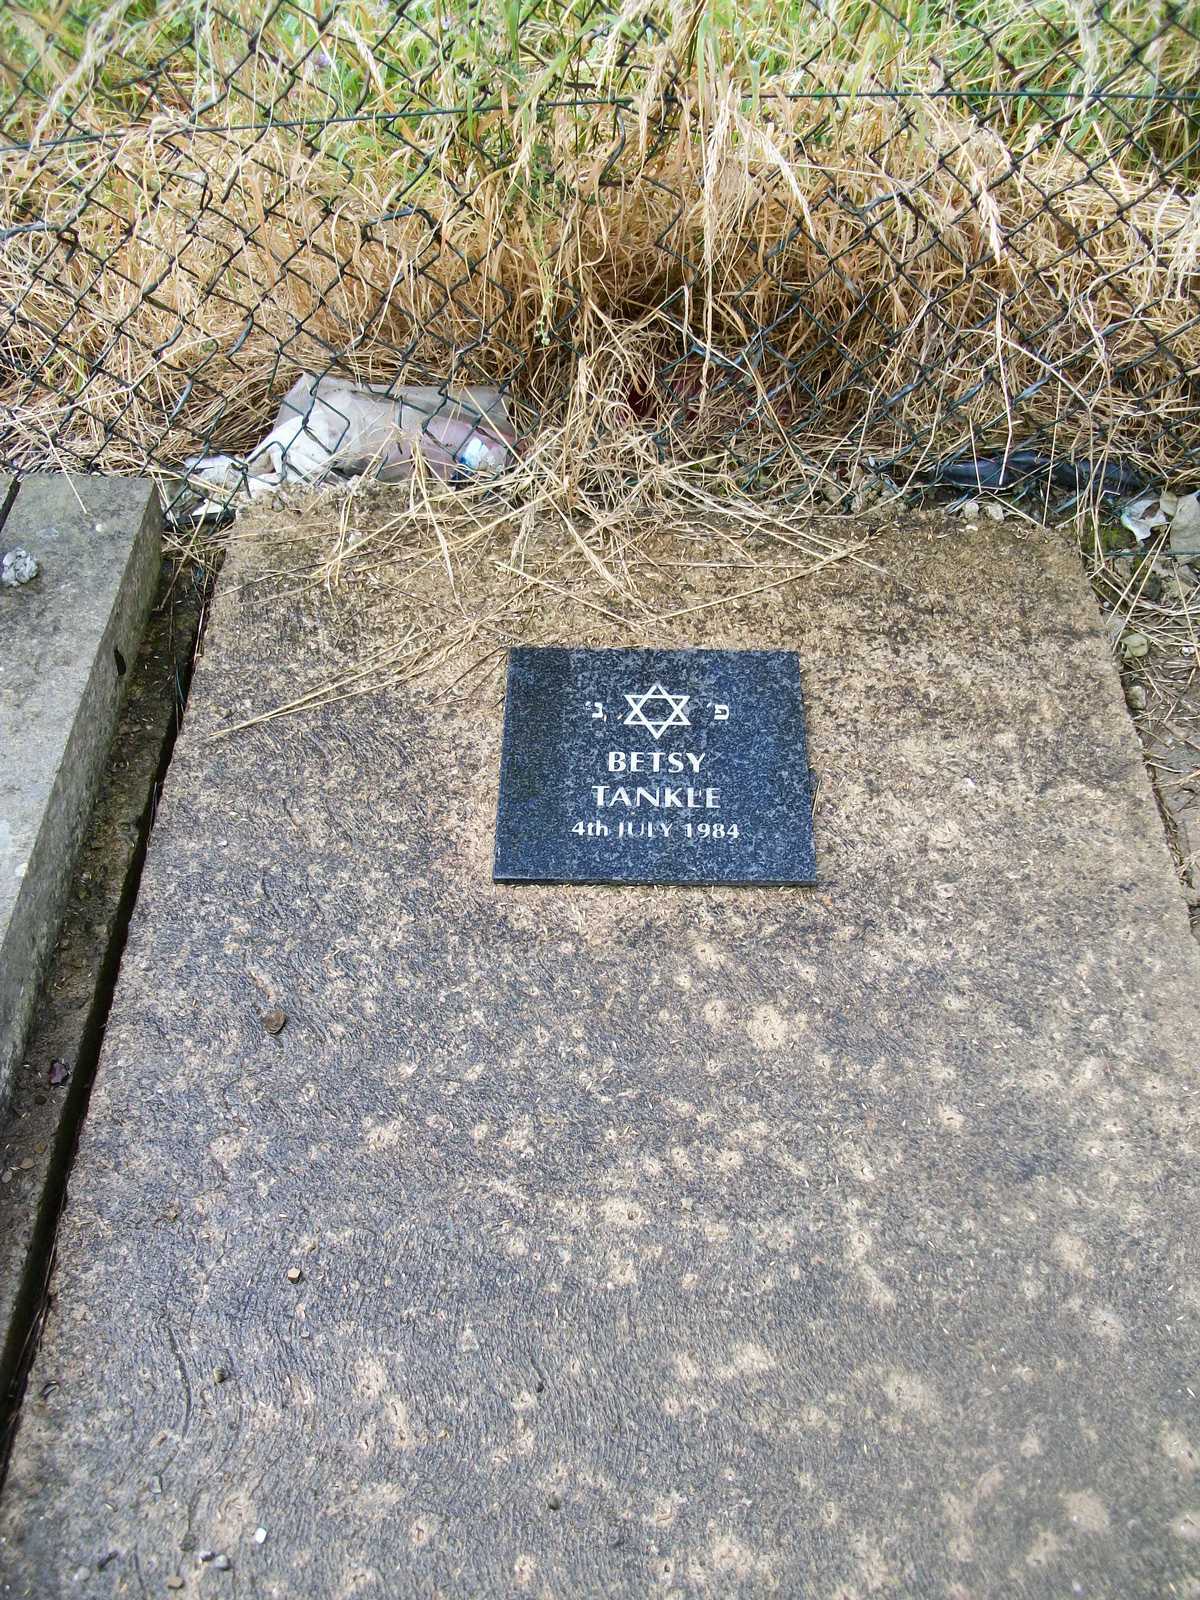 פ׳ נ׳
BETSY
TANKLE
4th JULY 1984